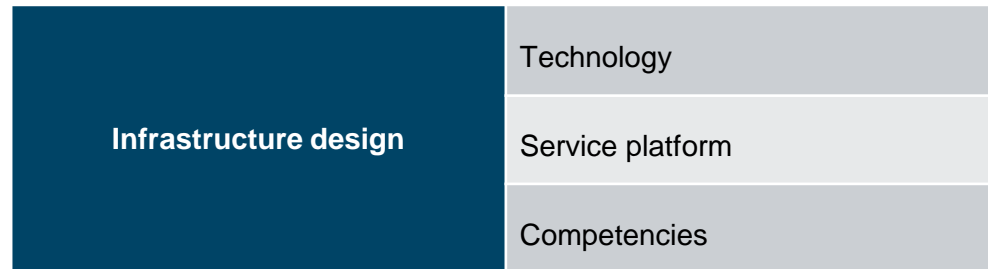 Infrastructure design
Technology
Service platform
Competencies